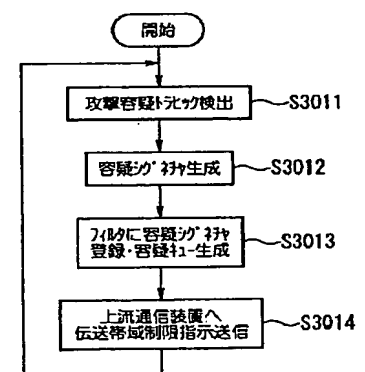 開始
攻撃容疑ﾄﾗﾋｯｸ検出
S3011
容疑ｼｸﾞﾈﾁｬ生成
S3012
ﾌｨﾙﾀに容疑ｼｸﾞﾈﾁｬ
登録・容疑ｷｭｰ生成
S3013
上流通信装置へ
伝送帯域制限指示送信
S3014